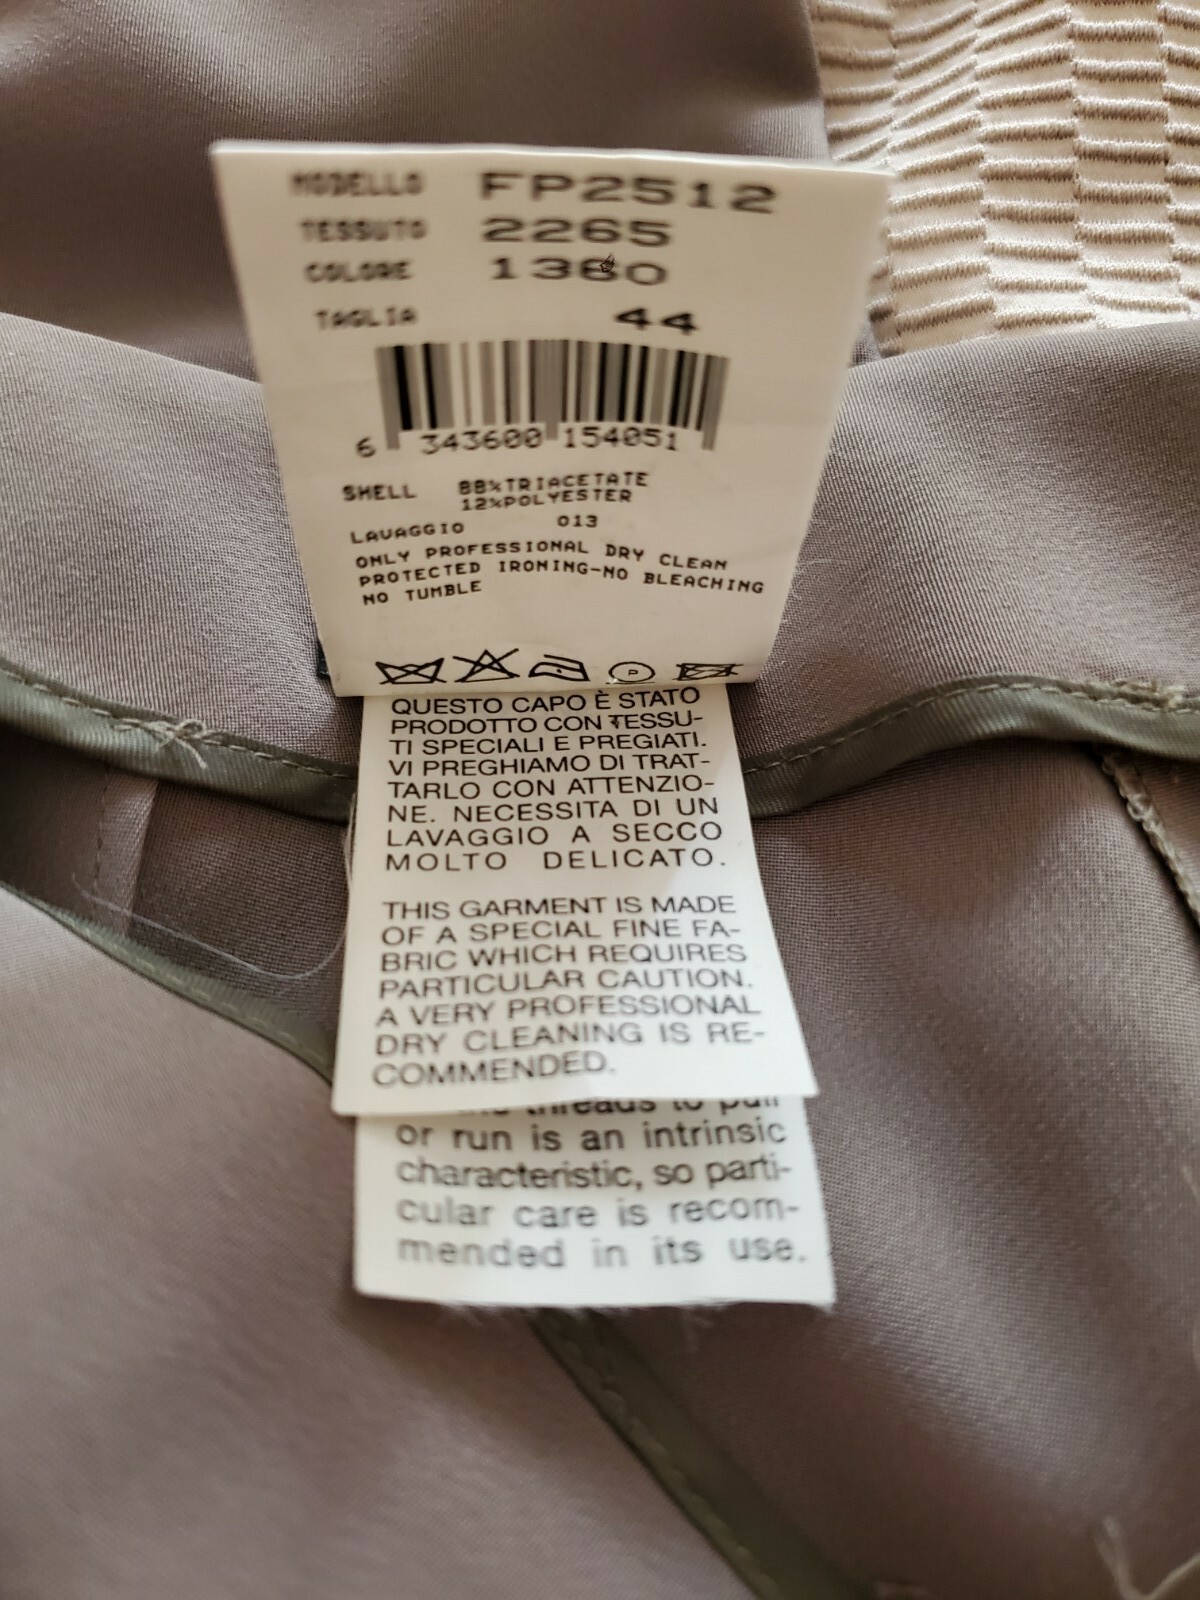 MODELLO FP2512
TESSUTO 2265
COLORE 1360
TAGLIA 44
6 343600 154051
SHELL 88%TRIACETATE
12%POLYESTER
LAVAGGIO 013
ONLY PROFESSIONAL DRY CLEAN
PROTECTED IRONING-NO BLEACHING
NO TUMBLE
P
QUESTO CAPO È STATO
PRODOTTO CON TESSU-
TI SPECIALI E PREGIATI.
VI PREGHIAMO DI TRAT-
TARLO CON ATTENZIO-
NE. NECESSITA DI UN
LAVAGGIO A SECCO
MOLTO DELICATO.
THIS GARMENT IS MADE
OF A SPECIAL FINE FA-
BRIC WHICH REQUIRES
PARTICULAR CAUTION.
A VERY PROFESSIONAL
DRY CLEANING IS RE-
COMMENDED.
threads to pull
or run is an intrinsic
characteristic, so parti-
cular care is recom-
mended in its use.